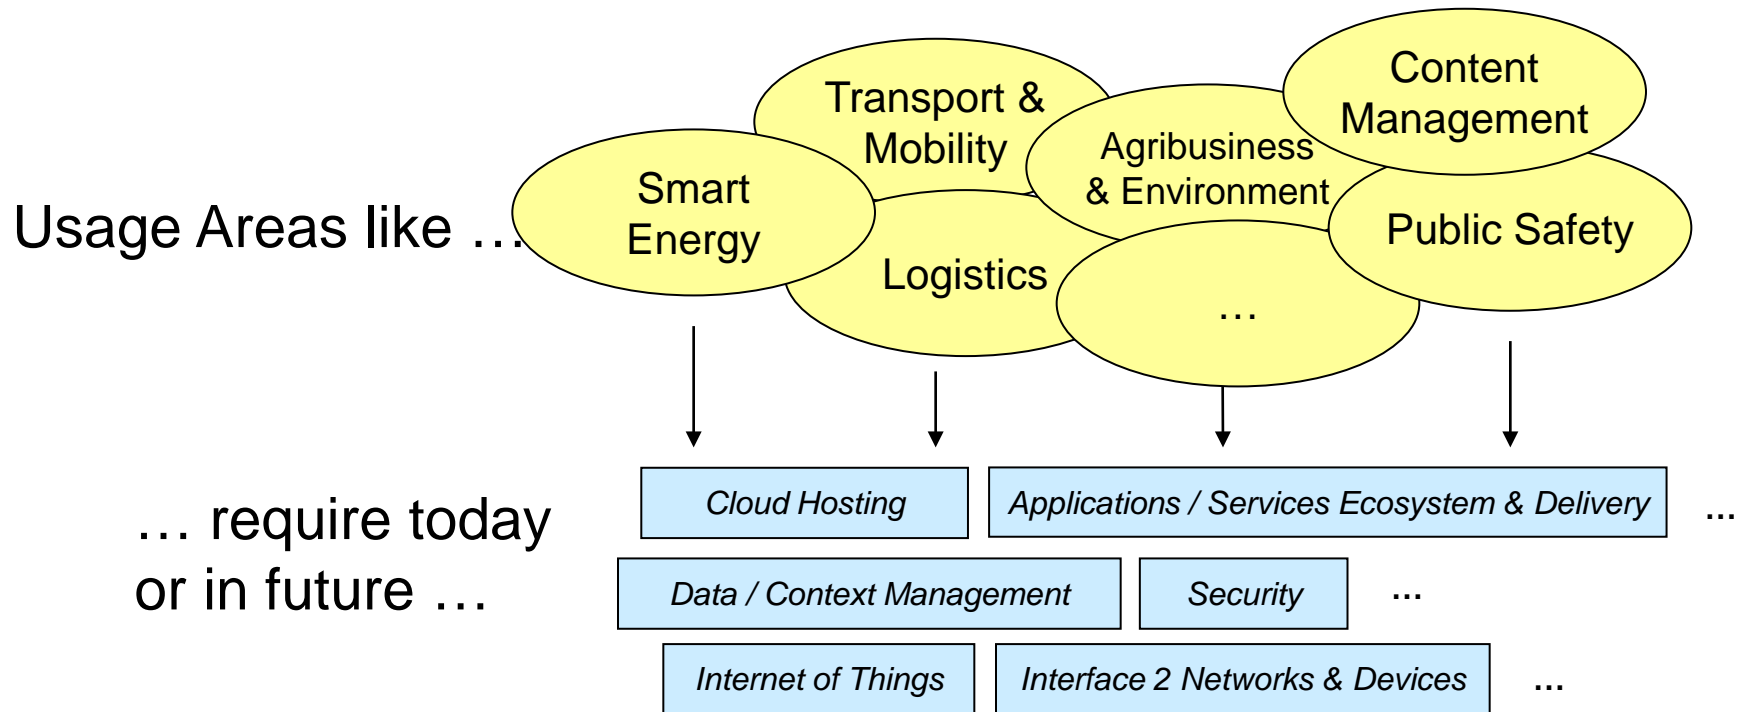 Content
Management
Transport &
Mobility
Agribusiness
& Environment
Smart
Energy
Usage Areas like …
Public Safety
Logistics
…
Cloud Hosting
Applications / Services Ecosystem & Delivery
...
… require today
or in future …
Data / Context Management
Security
...
Internet of Things
Interface 2 Networks & Devices
...